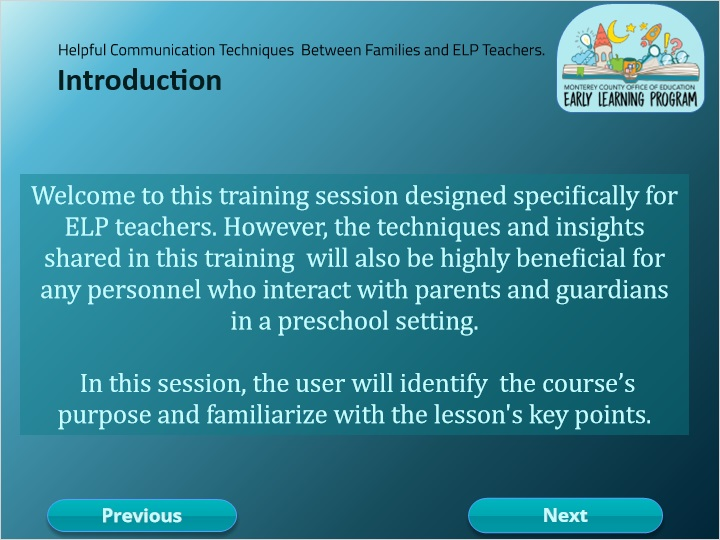 Helpful Communication Techniques  Between Families and ELP Teachers.
Introduction
MONTEREY COUNTY OFFICE OF EDUCATION
EARLY LEARNING PROGRAM
Welcome to this training session designed specifically for
ELP teachers. However, the techniques and insights
shared in this training  will also be highly beneficial for
any personnel who interact with parents and guardians
in a preschool setting.
In this session, the user will identify  the course’s
purpose and familiarize with the lesson's key points.
Previous
Next